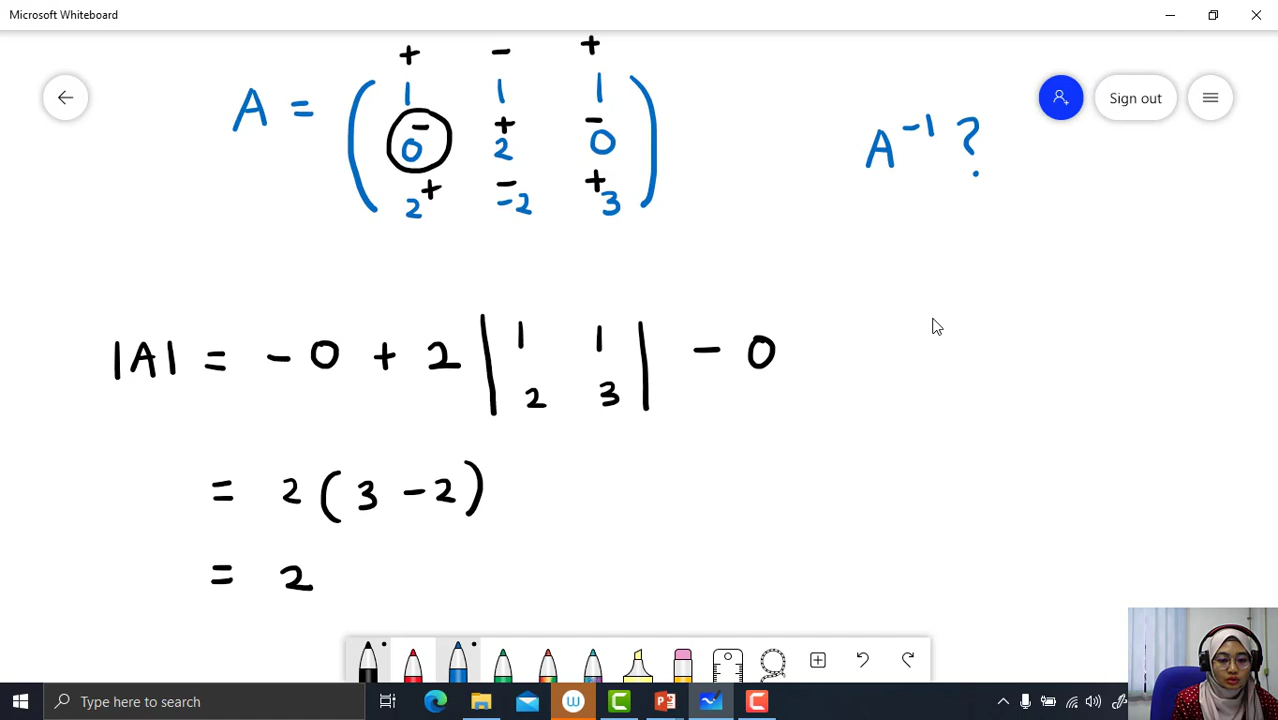 Microsoft Whiteboard
+ - +
A = ( 1 1 1
- + -
0 2 0
+ - +
2 -2 3 )
A⁻¹ ?
Sign out
|A| = - 0 + 2 | 1 1 | - 0
2 3
= 2 ( 3 - 2 )
= 2
Type here to search